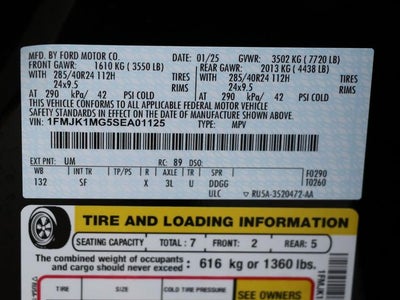 MFD. BY FORD MOTOR CO. 01/25 GVWR: 3502 KG (7720 LB)
FRONT GAWR: 1610 KG (3550 LB) REAR GAWR: 2013 KG (4438 LB)
WITH 285/40R24 112H TIRES WITH 285/40R24 112H TIRES
24x9.5 RIMS 24x9.5 RIMS
AT 290 kPa/ 42 PSI COLD AT 290 kPa/ 42 PSI COLD
THIS VEHICLE CONFORMS TO ALL APPLICABLE FEDERAL MOTOR VEHICLE
SAFETY STANDARDS IN EFFECT ON THE DATE OF MANUFACTURE SHOWN ABOVE.
VIN: 1FMJK1MG5SEA01125 TYPE: MPV
EXT PNT: UM RC: 89 DSO: F0290
WB INT TR TP/PS R AXLE TR SPR T0260
132 SF X 3L U DDGG
ULC RU5A-3520472-AA
TIRE AND LOADING INFORMATION
SEATING CAPACITY TOTAL: 7 FRONT: 2 REAR: 5
The combined weight of occupants
and cargo should never exceed: 616 kg or 1360 lbs.
TIRE SIZE COLD TIRE PRESSURE SEE OWNERS